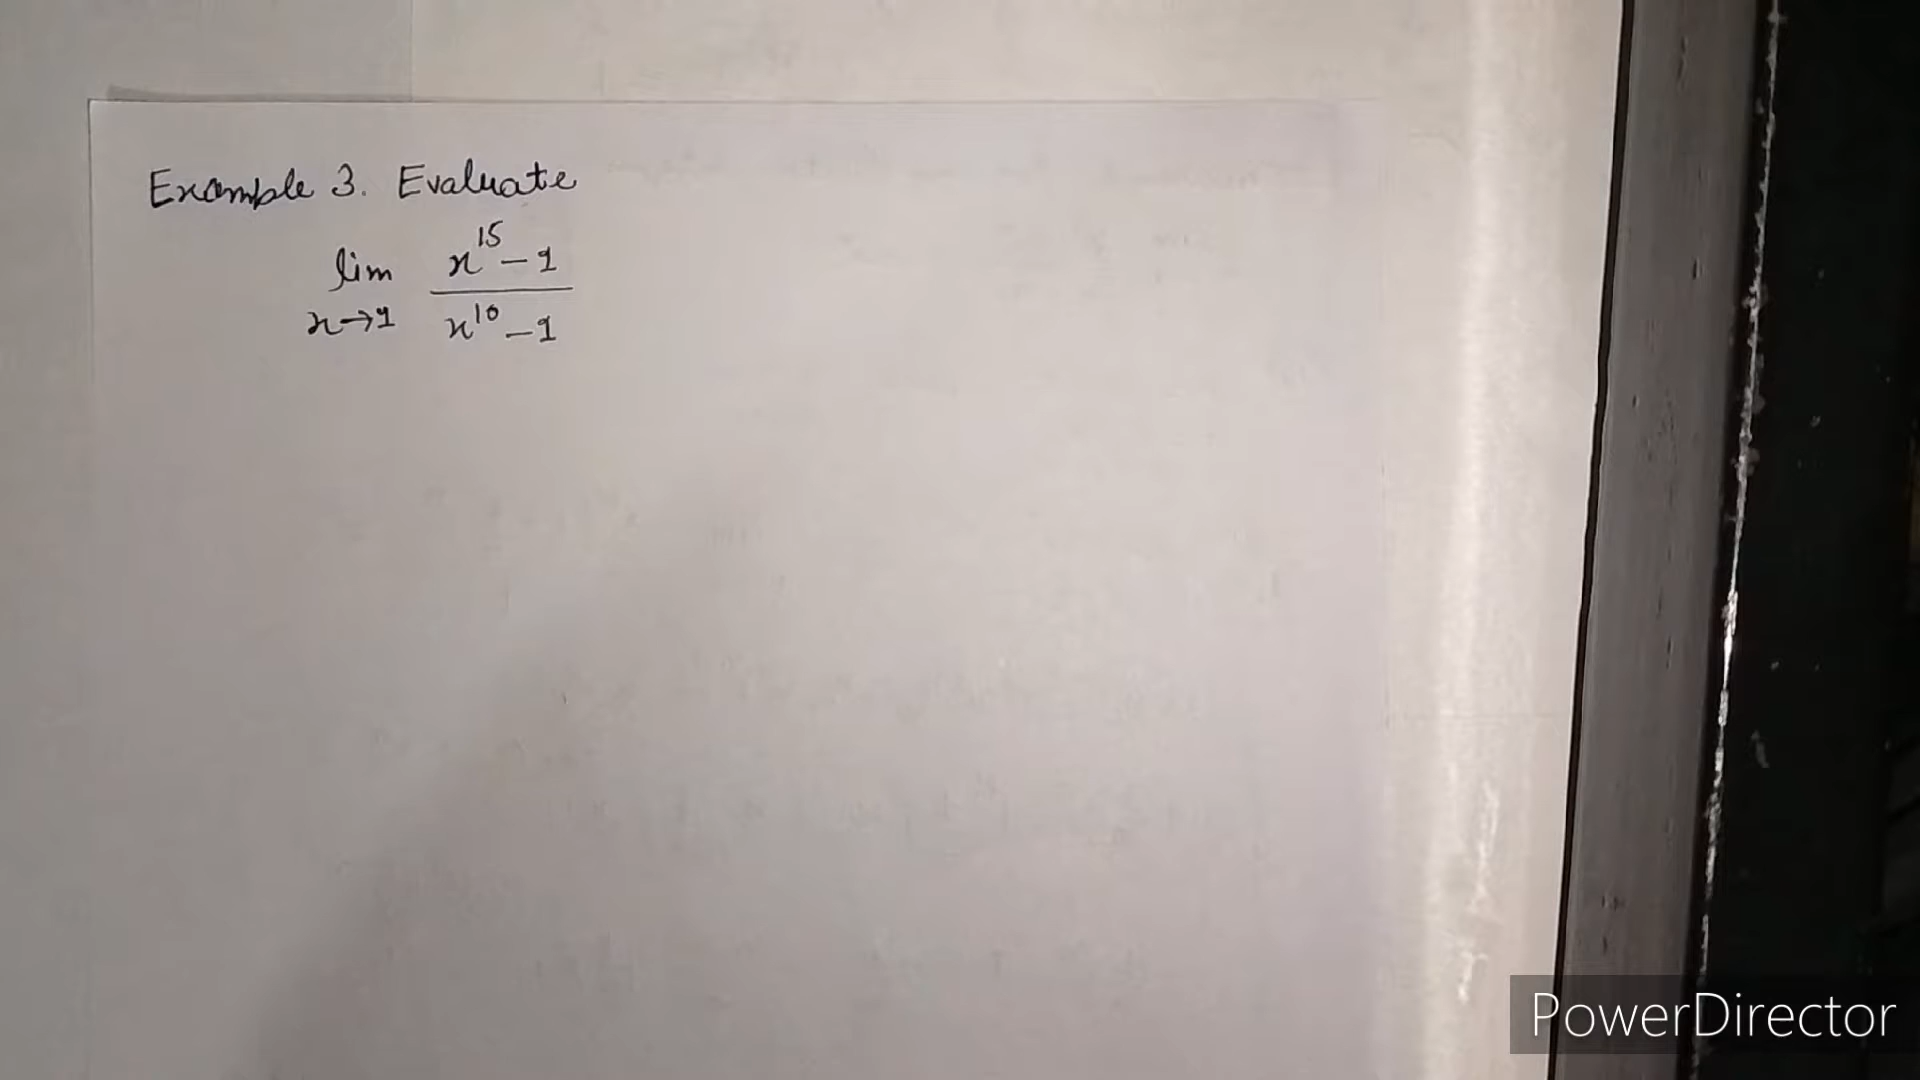 Example 3. Evaluate
lim x→1 (x^15 - 1)/(x^10 - 1)
PowerDirector